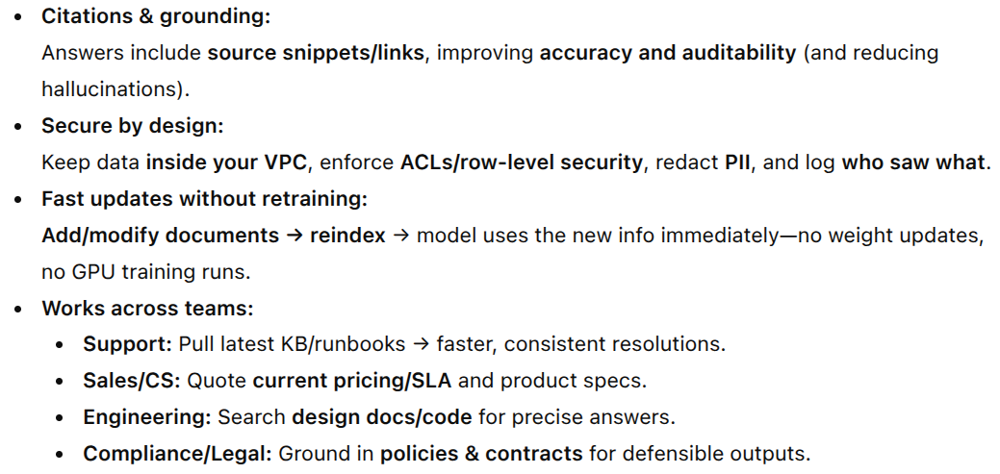 • Citations & grounding:
Answers include source snippets/links, improving accuracy and auditability (and reducing
hallucinations).
• Secure by design:
Keep data inside your VPC, enforce ACLs/row-level security, redact PII, and log who saw what.
• Fast updates without retraining:
Add/modify documents → reindex → model uses the new info immediately—no weight updates,
no GPU training runs.
• Works across teams:
• Support: Pull latest KB/runbooks → faster, consistent resolutions.
• Sales/CS: Quote current pricing/SLA and product specs.
• Engineering: Search design docs/code for precise answers.
• Compliance/Legal: Ground in policies & contracts for defensible outputs.